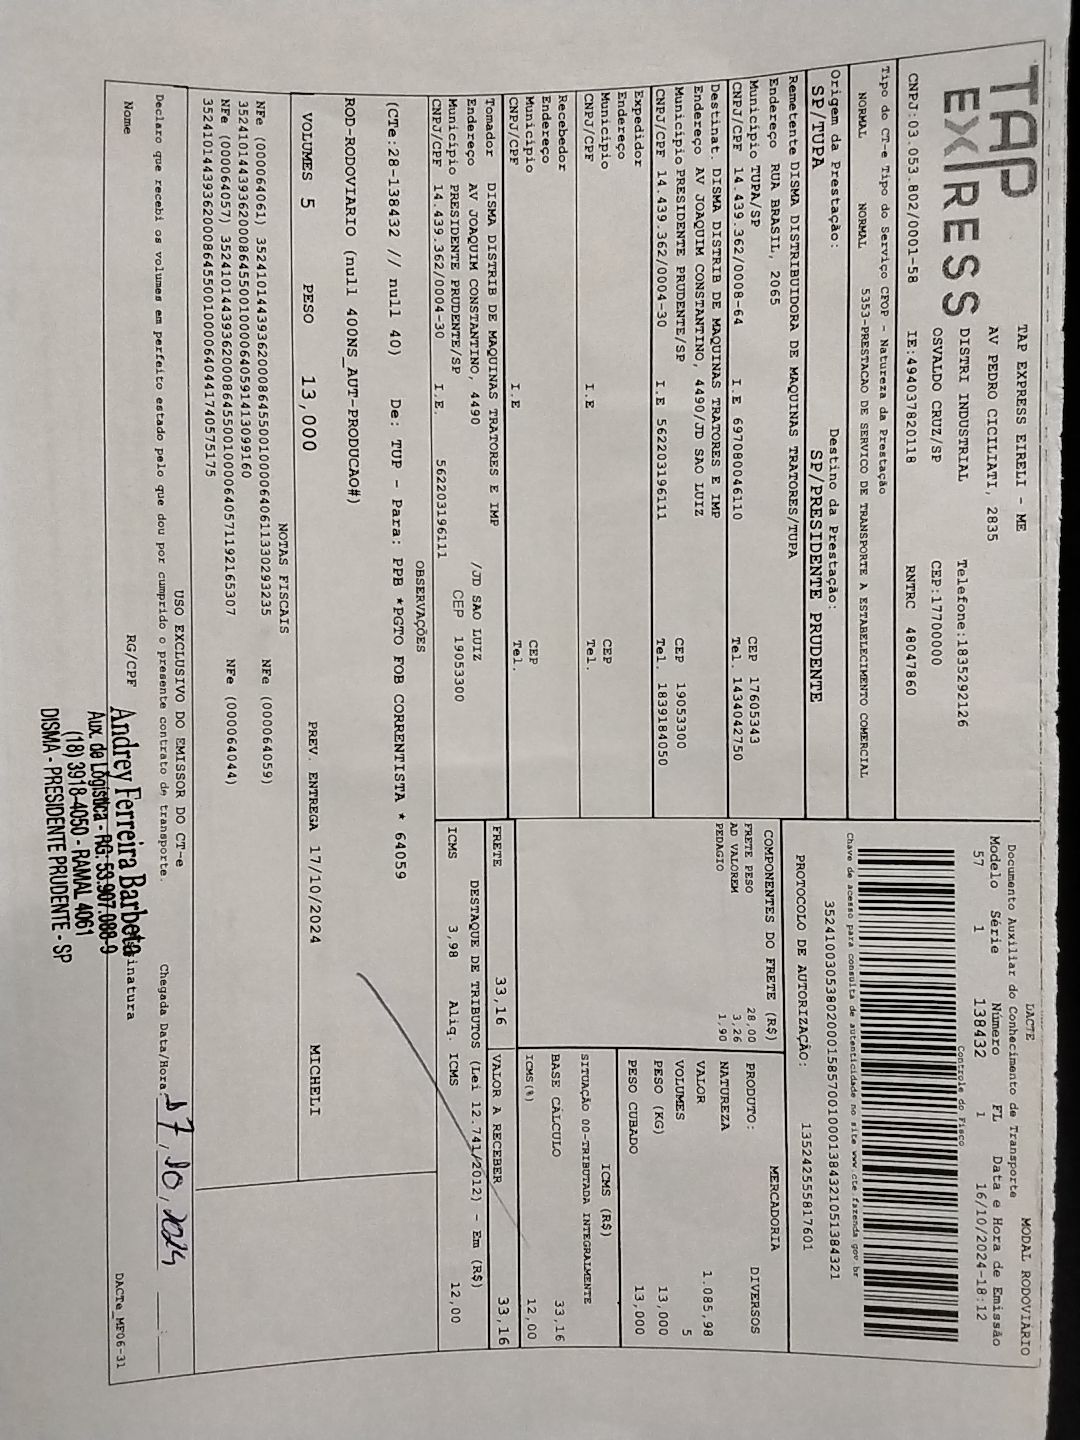 TAP EXPRESS
TAP EXPRESS EIRELI - ME
AV PEDRO CICILIATI, 2835
DISTRI INDUSTRIAL Telefone:1835292126
OSVALDO CRUZ/SP CEP:17700000
CNPJ:03.053.802/0001-58 IE:494037820118 RNTRC 48047860
DACTE MODAL RODOVIARIO
Documento Auxiliar do Conhecimento de Transporte
Modelo Série Número FL Data e Hora de Emissão
57 1 138432 1 16/10/2024-18:12
Controle do Fisco
Tipo do CT-e Tipo do Serviço CFOP - Natureza da Prestação
NORMAL NORMAL 5353-PRESTACAO DE SERVICO DE TRANSPORTE A ESTABELECIMENTO COMERCIAL
Chave de acesso para consulta de autenticidade no site www.cte.fazenda.gov.br
35241003053802000158570010001384321051384321
PROTOCOLO DE AUTORIZAÇÃO: 135242555817601
Origem da Prestação: Destino da Prestação:
SP/TUPA SP/PRESIDENTE PRUDENTE
Remetente DISMA DISTRIBUIDORA DE MAQUINAS TRATORES/TUPA
Endereço RUA BRASIL, 2065
Município TUPA/SP CEP 17605343
CNPJ/CPF 14.439.362/0008-64 I.E 697080046110 Tel. 1434042750
Destinat. DISMA DISTRIB DE MAQUINAS TRATORES E IMP
Endereço AV JOAQUIM CONSTANTINO, 4490/JD SAO LUIZ
Município PRESIDENTE PRUDENTE/SP CEP 19053300
CNPJ/CPF 14.439.362/0004-30 I.E 562203196111 Tel. 1839184050
Expedidor
Endereço
Município CEP
CNPJ/CPF I.E Tel.
Recebedor
Endereço
Município CEP
CNPJ/CPF I.E Tel.
Tomador DISMA DISTRIB DE MAQUINAS TRATORES E IMP
Endereço AV JOAQUIM CONSTANTINO, 4490 /JD SAO LUIZ
Município PRESIDENTE PRUDENTE/SP CEP 19053300
CNPJ/CPF 14.439.362/0004-30 I.E. 562203196111
COMPONENTES DO FRETE (R$)
FRETE PESO 28,00
AD VALOREM 3,26
PEDAGIO 1,90
MERCADORIA
PRODUTO: DIVERSOS
NATUREZA
VALOR 1.085,98
VOLUMES 5
PESO (KG) 13,000
PESO CUBADO 13,000
ICMS (R$)
SITUAÇÃO 00-TRIBUTADA INTEGRALMENTE
BASE CÁLCULO 33,16
ICMS(%) 12,00
FRETE 33,16 VALOR A RECEBER 33,16
DESTAQUE DE TRIBUTOS (Lei 12.741/2012) - Em (R$)
ICMS 3,98 Aliq. ICMS 12,00
OBSERVAÇÕES
(CTe:28-138432 // null 40) De: TUP - Para: PPB *PGTO FOB CORRENTISTA * 64059
ROD-RODOVIARIO (null 400NS_AUT-PRODUCAO#)
VOLUMES 5 PESO 13,000 PREV. ENTREGA 17/10/2024 MICHELI
NOTAS FISCAIS
NFe (000064061) 35241014439362000864550010000640611330293235 NFe (000064059)
35241014439362000864550010000640591413099160
NFe (000064057) 35241014439362000864550010000640571192165307 NFe (000064044)
35241014439362000864550010000640441740575175
USO EXCLUSIVO DO EMISSOR DO CT-e
Declaro que recebi os volumes em perfeito estado pelo que dou por cumprido o presente contrato de transporte. Chegada Data/Hora: 17/10/2024
Nome RG/CPF inatura
Andrey Ferreira Barbeta
Aux. de Logística - RG: 53.907.088-9
(18) 3918-4050 - RAMAL 4061
DISMA - PRESIDENTE PRUDENTE - SP
DACTe_MF06-31